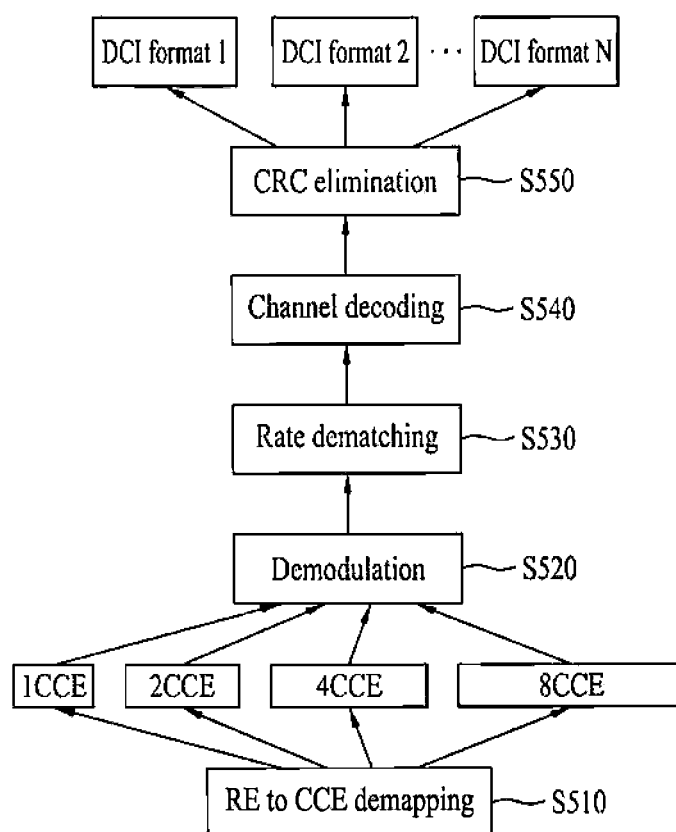 DCI format 1
DCI format 2
...
DCI format N
CRC elimination
S550
Channel decoding
S540
Rate dematching
S530
Demodulation
S520
1CCE
2CCE
4CCE
8CCE
RE to CCE demapping
S510